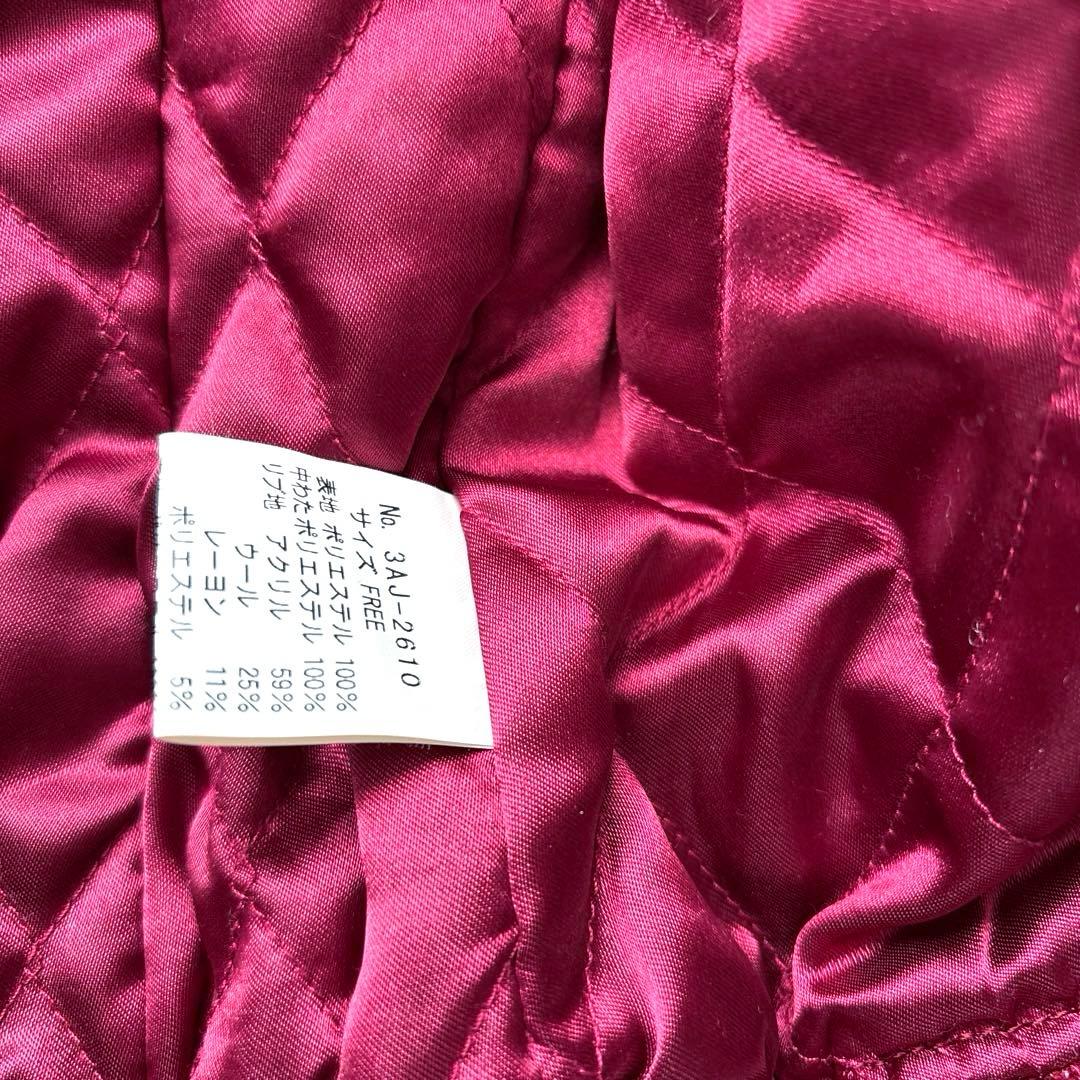 No. 3AJ-2610
サイズ FREE
表地 ポリエステル 100%
中わた ポリエステル 100%
リブ地 アクリル 59%
ウール 25%
レーヨン 11%
ポリエステル 5%